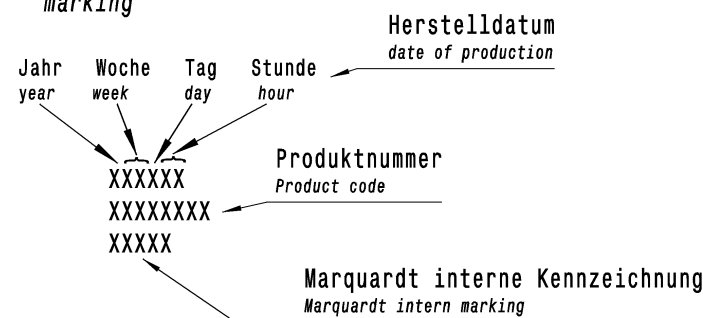 marking
Herstelldatum
date of production
Jahr Woche Tag Stunde
year week day hour
Produktnummer
Product code
XXXXXX
XXXXXXXX
XXXXX
Marquardt interne Kennzeichnung
Marquardt intern marking